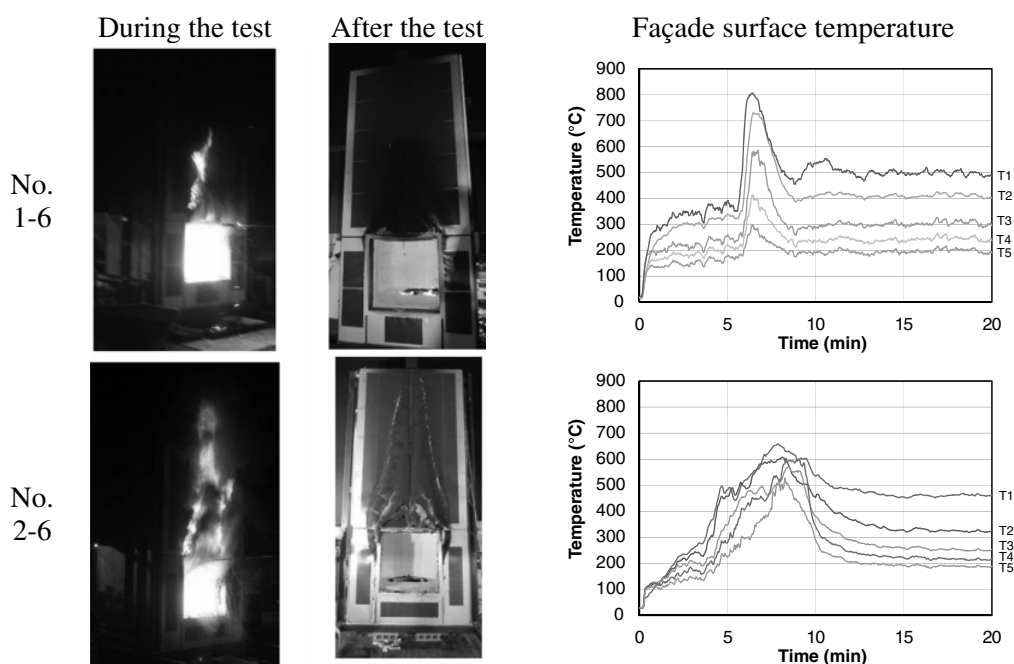 During the test
After the test
Façade surface temperature
No.
1-6
900
800
700
600
500
400
300
200
100
0
Temperature (°C)
T1
T2
T3
T4
T5
0
5
10
15
20
Time (min)
No.
2-6
900
800
700
600
500
400
300
200
100
0
Temperature (°C)
T1
T2
T3
T4
T5
0
5
10
15
20
Time (min)